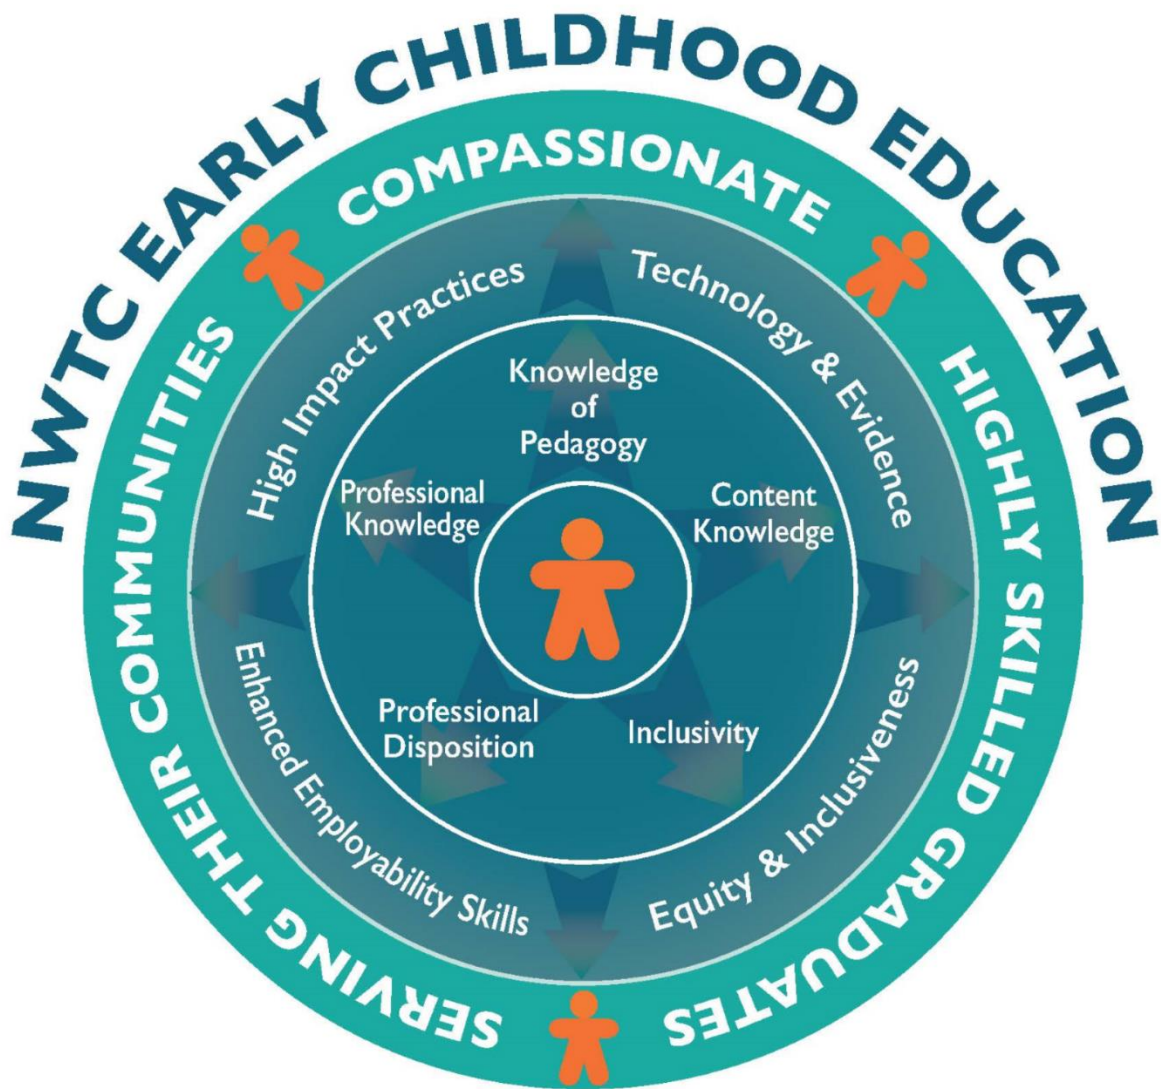 NWTC EARLY CHILDHOOD EDUCATION
COMPASSIONATE
HIGHLY SKILLED GRADUATES
SERVING THEIR COMMUNITIES
High Impact Practices
Technology & Evidence
Equity & Inclusiveness
Enhanced Employability Skills
Knowledge
of
Pedagogy
Content
Knowledge
Inclusivity
Professional
Disposition
Professional
Knowledge